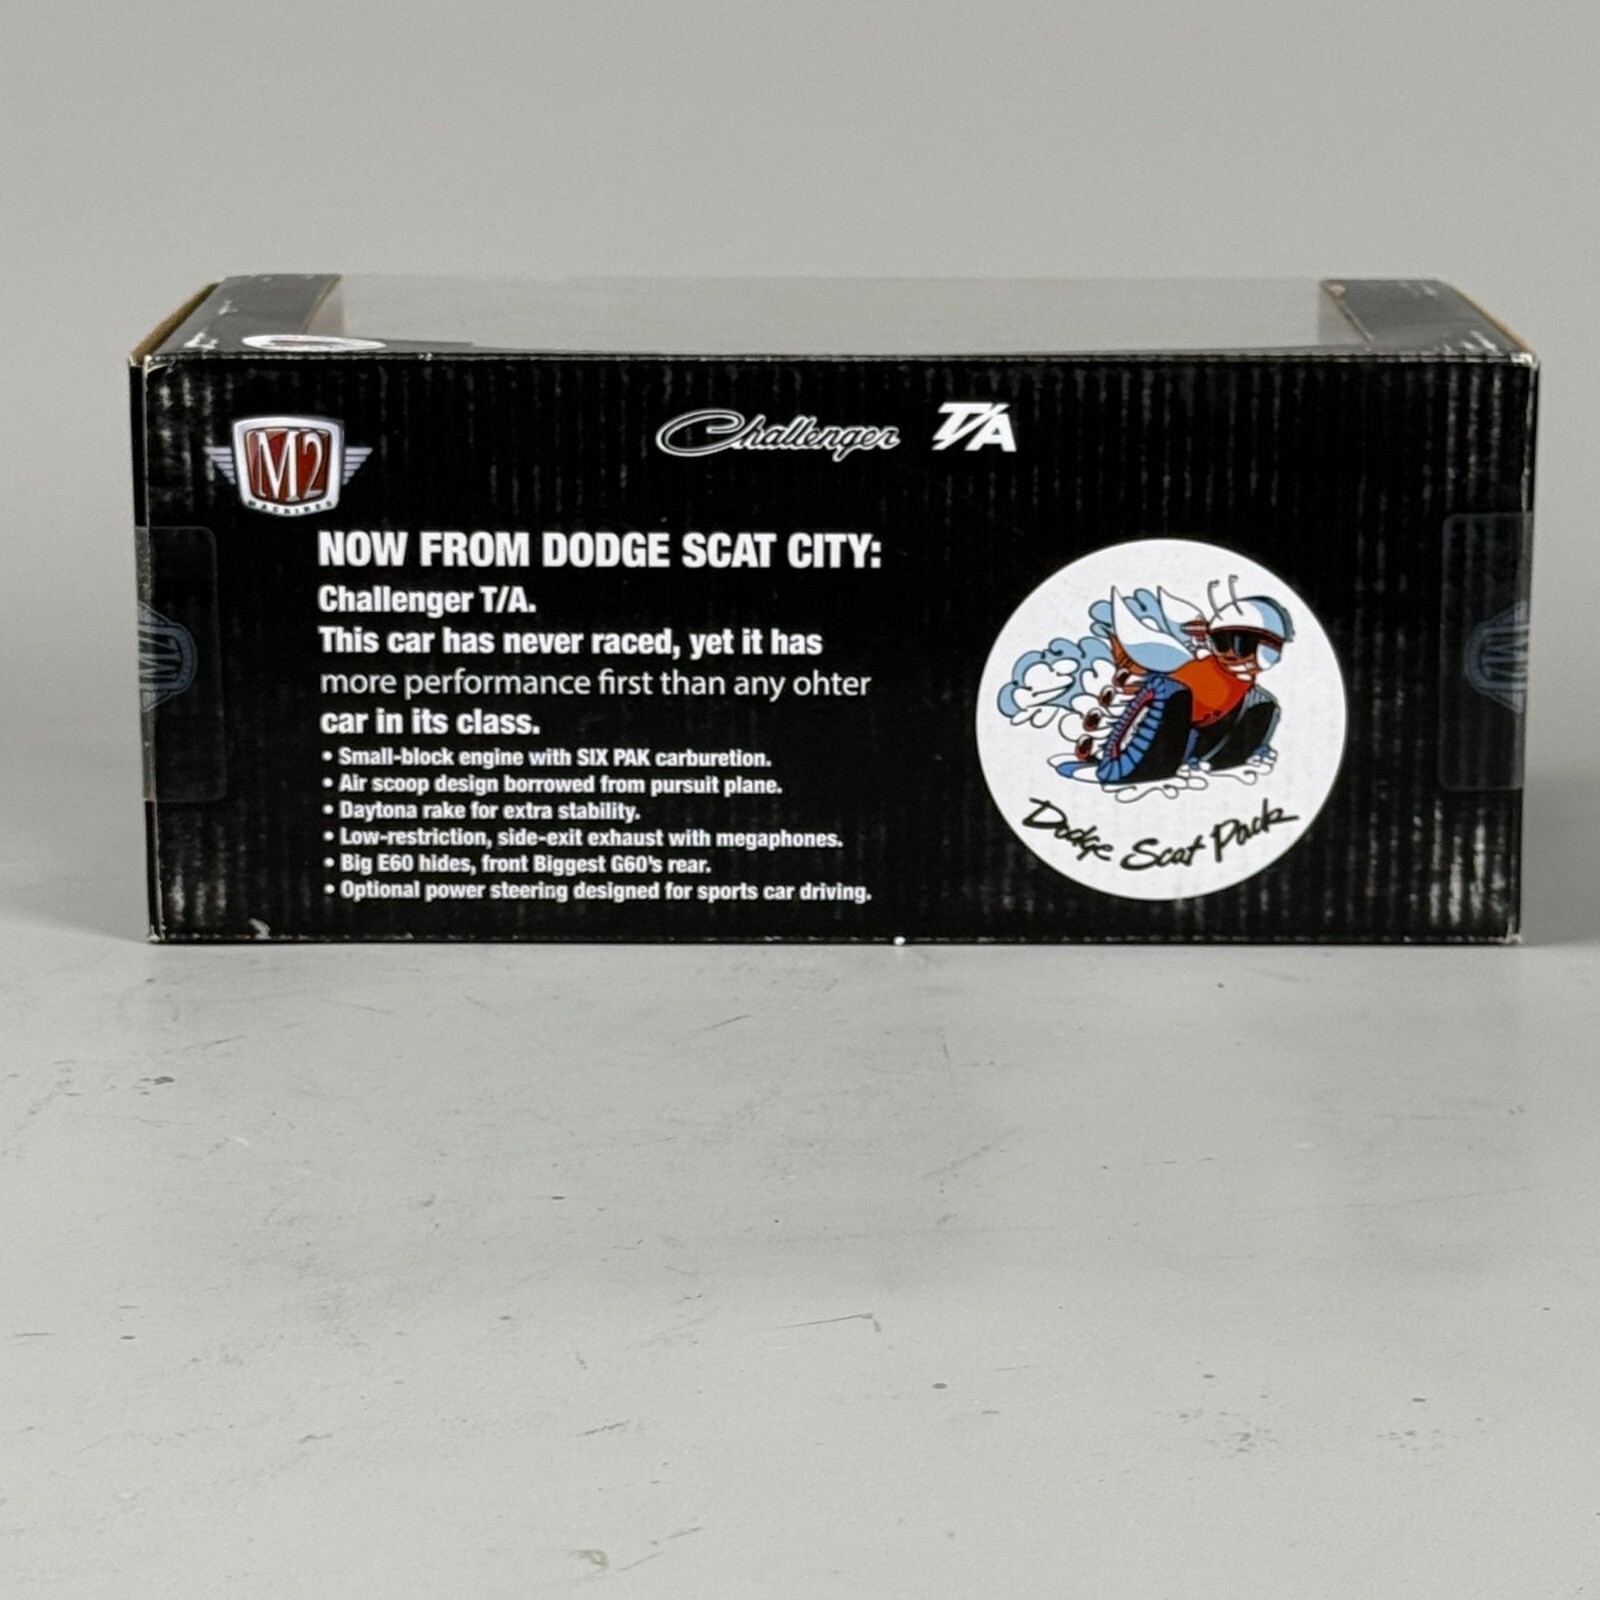 Challenger T/A
M2
MACHINES
NOW FROM DODGE SCAT CITY:
Challenger T/A.
This car has never raced, yet it has
more performance first than any ohter
car in its class.
• Small-block engine with SIX PAK carburetion.
• Air scoop design borrowed from pursuit plane.
• Daytona rake for extra stability.
• Low-restriction, side-exit exhaust with megaphones.
• Big E60 hides, front Biggest G60's rear.
• Optional power steering designed for sports car driving.
Dodge Scat Pack
M2
M2